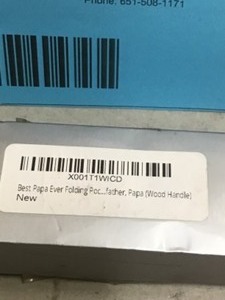 Phone: 651-508-1171
X001T1WICD
Best Papa Ever Folding Poc...father, Papa (Wood Handle)
New